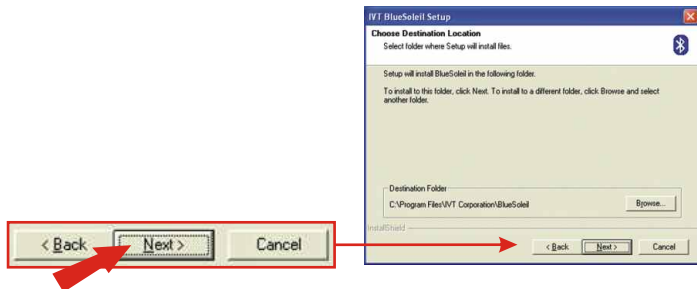 IVT BlueSoleil Setup
Choose Destination Location
Select folder where Setup will install files.
Setup will install BlueSoleil in the following folder.
To install to this folder, click Next. To install to a different folder, click Browse and select
another folder.
Destination Folder
C:\Program Files\IVT Corporation\BlueSoleil
Browse...
InstallShield
< Back Next > Cancel
< Back Next > Cancel